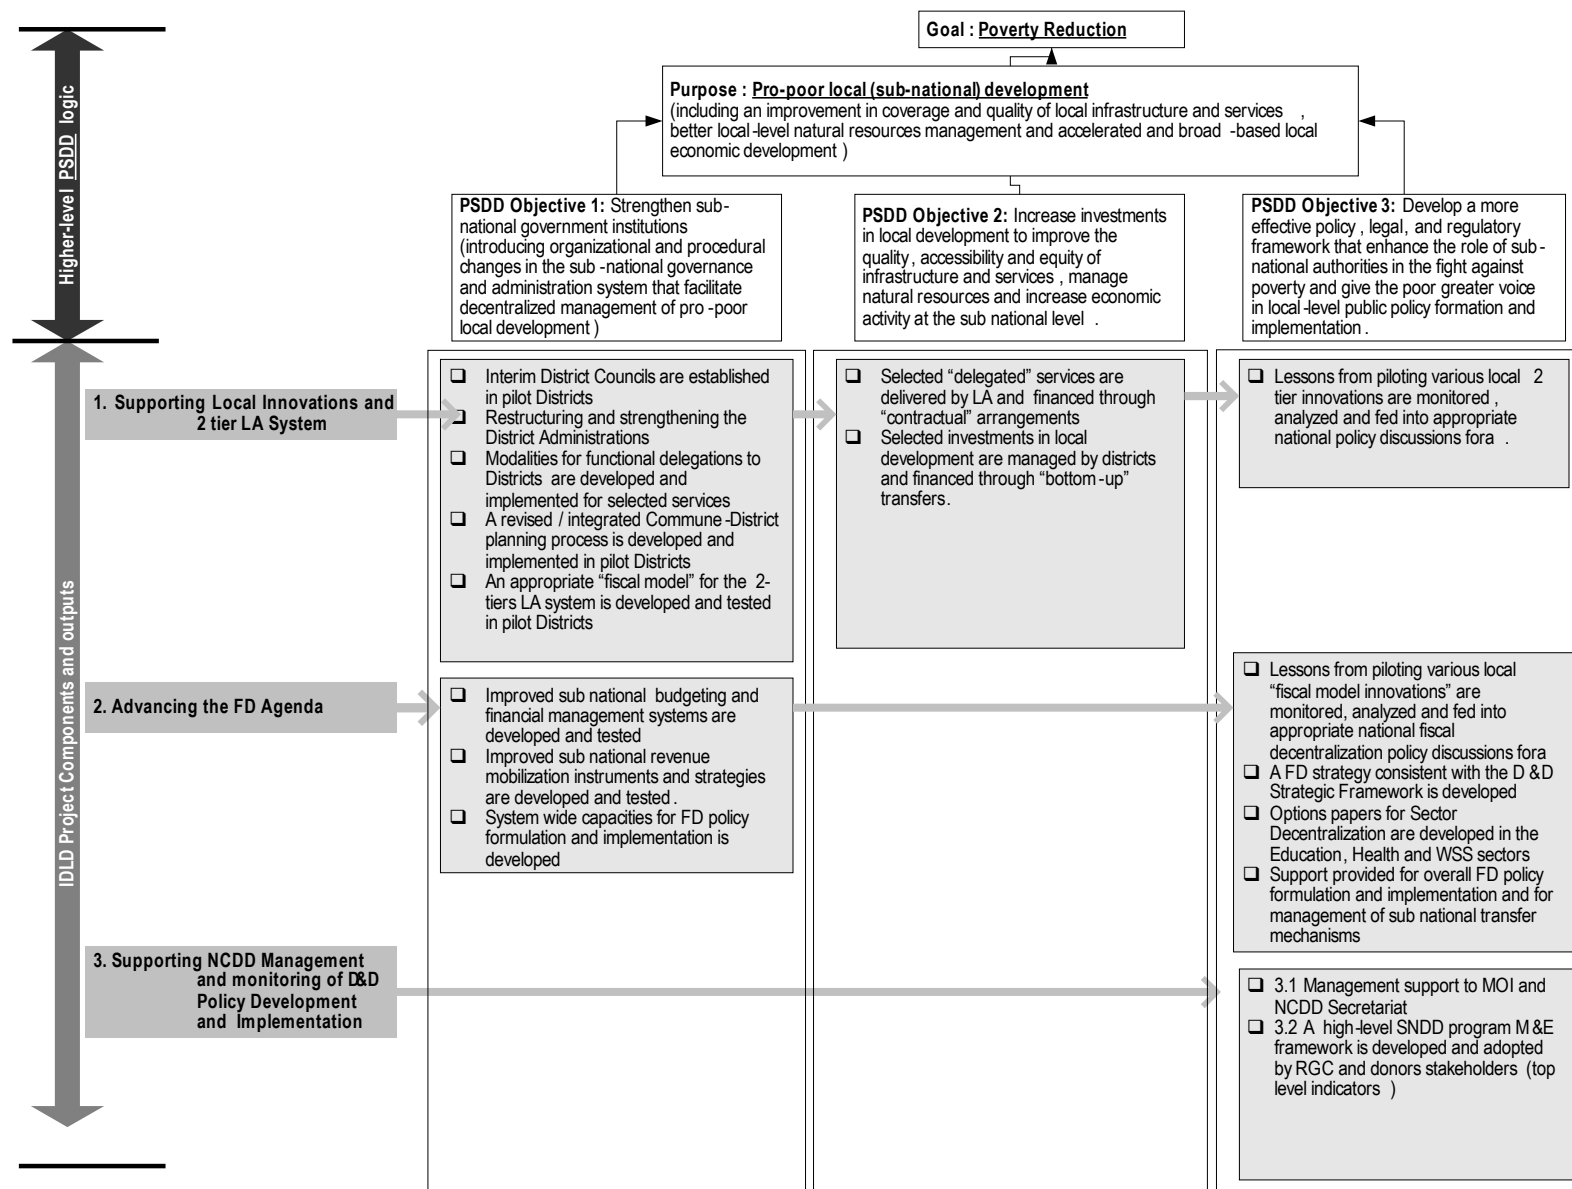 Goal : Poverty Reduction
Purpose : Pro-poor local (sub-national) development
(including an improvement in coverage and quality of local infrastructure and services ,
better local-level natural resources management and accelerated and broad -based local
economic development )
Higher-level PSDD logic
PSDD Objective 1: Strengthen sub-
national government institutions
(introducing organizational and procedural
changes in the sub -national governance
and administration system that facilitate
decentralized management of pro -poor
local development )
PSDD Objective 2: Increase investments
in local development to improve the
quality , accessibility and equity of
infrastructure and services , manage
natural resources and increase economic
activity at the sub national level .
PSDD Objective 3: Develop a more
effective policy , legal, and regulatory
framework that enhance the role of sub -
national authorities in the fight against
poverty and give the poor greater voice
in local-level public policy formation and
implementation .
IDLD Project Components and outputs
1. Supporting Local Innovations and
2 tier LA System
❑ Interim District Councils are established
in pilot Districts
❑ Restructuring and strengthening the
District Administrations
❑ Modalities for functional delegations to
Districts are developed and
implemented for selected services
❑ A revised / integrated Commune -District
planning process is developed and
implemented in pilot Districts
❑ An appropriate “fiscal model” for the 2-
tiers LA system is developed and tested
in pilot Districts
❑ Selected “delegated” services are
delivered by LA and financed through
“contractual” arrangements
❑ Selected investments in local
development are managed by districts
and financed through “bottom -up”
transfers.
❑ Lessons from piloting various local 2
tier innovations are monitored ,
analyzed and fed into appropriate
national policy discussions fora .
2. Advancing the FD Agenda
❑ Improved sub national budgeting and
financial management systems are
developed and tested
❑ Improved sub national revenue
mobilization instruments and strategies
are developed and tested .
❑ System wide capacities for FD policy
formulation and implementation is
developed
❑ Lessons from piloting various local
“fiscal model innovations” are
monitored, analyzed and fed into
appropriate national fiscal
decentralization policy discussions fora
❑ A FD strategy consistent with the D &D
Strategic Framework is developed
❑ Options papers for Sector
Decentralization are developed in the
Education , Health and WSS sectors
❑ Support provided for overall FD policy
formulation and implementation and for
management of sub national transfer
mechanisms
3. Supporting NCDD Management
and monitoring of D&D
Policy Development
and Implementation
❑ 3.1 Management support to MOI and
NCDD Secretariat
❑ 3.2 A high-level SNDD program M &E
framework is developed and adopted
by RGC and donors stakeholders (top
level indicators )